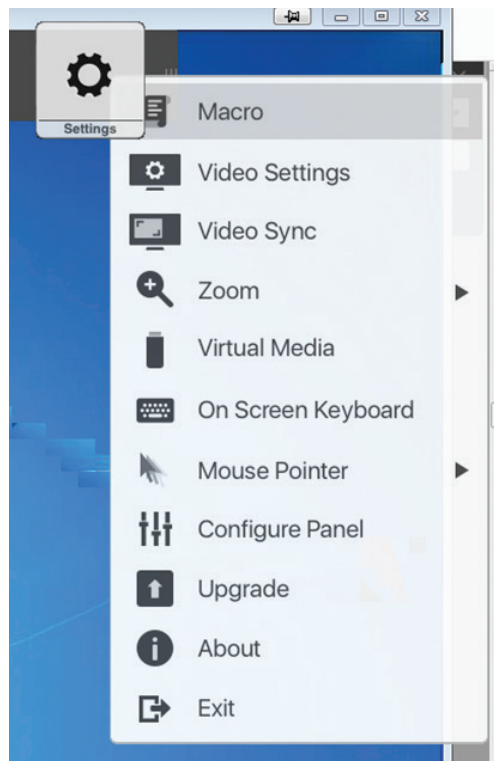 Settings
Macro
Video Settings
Video Sync
Zoom
Virtual Media
On Screen Keyboard
Mouse Pointer
Configure Panel
Upgrade
About
Exit